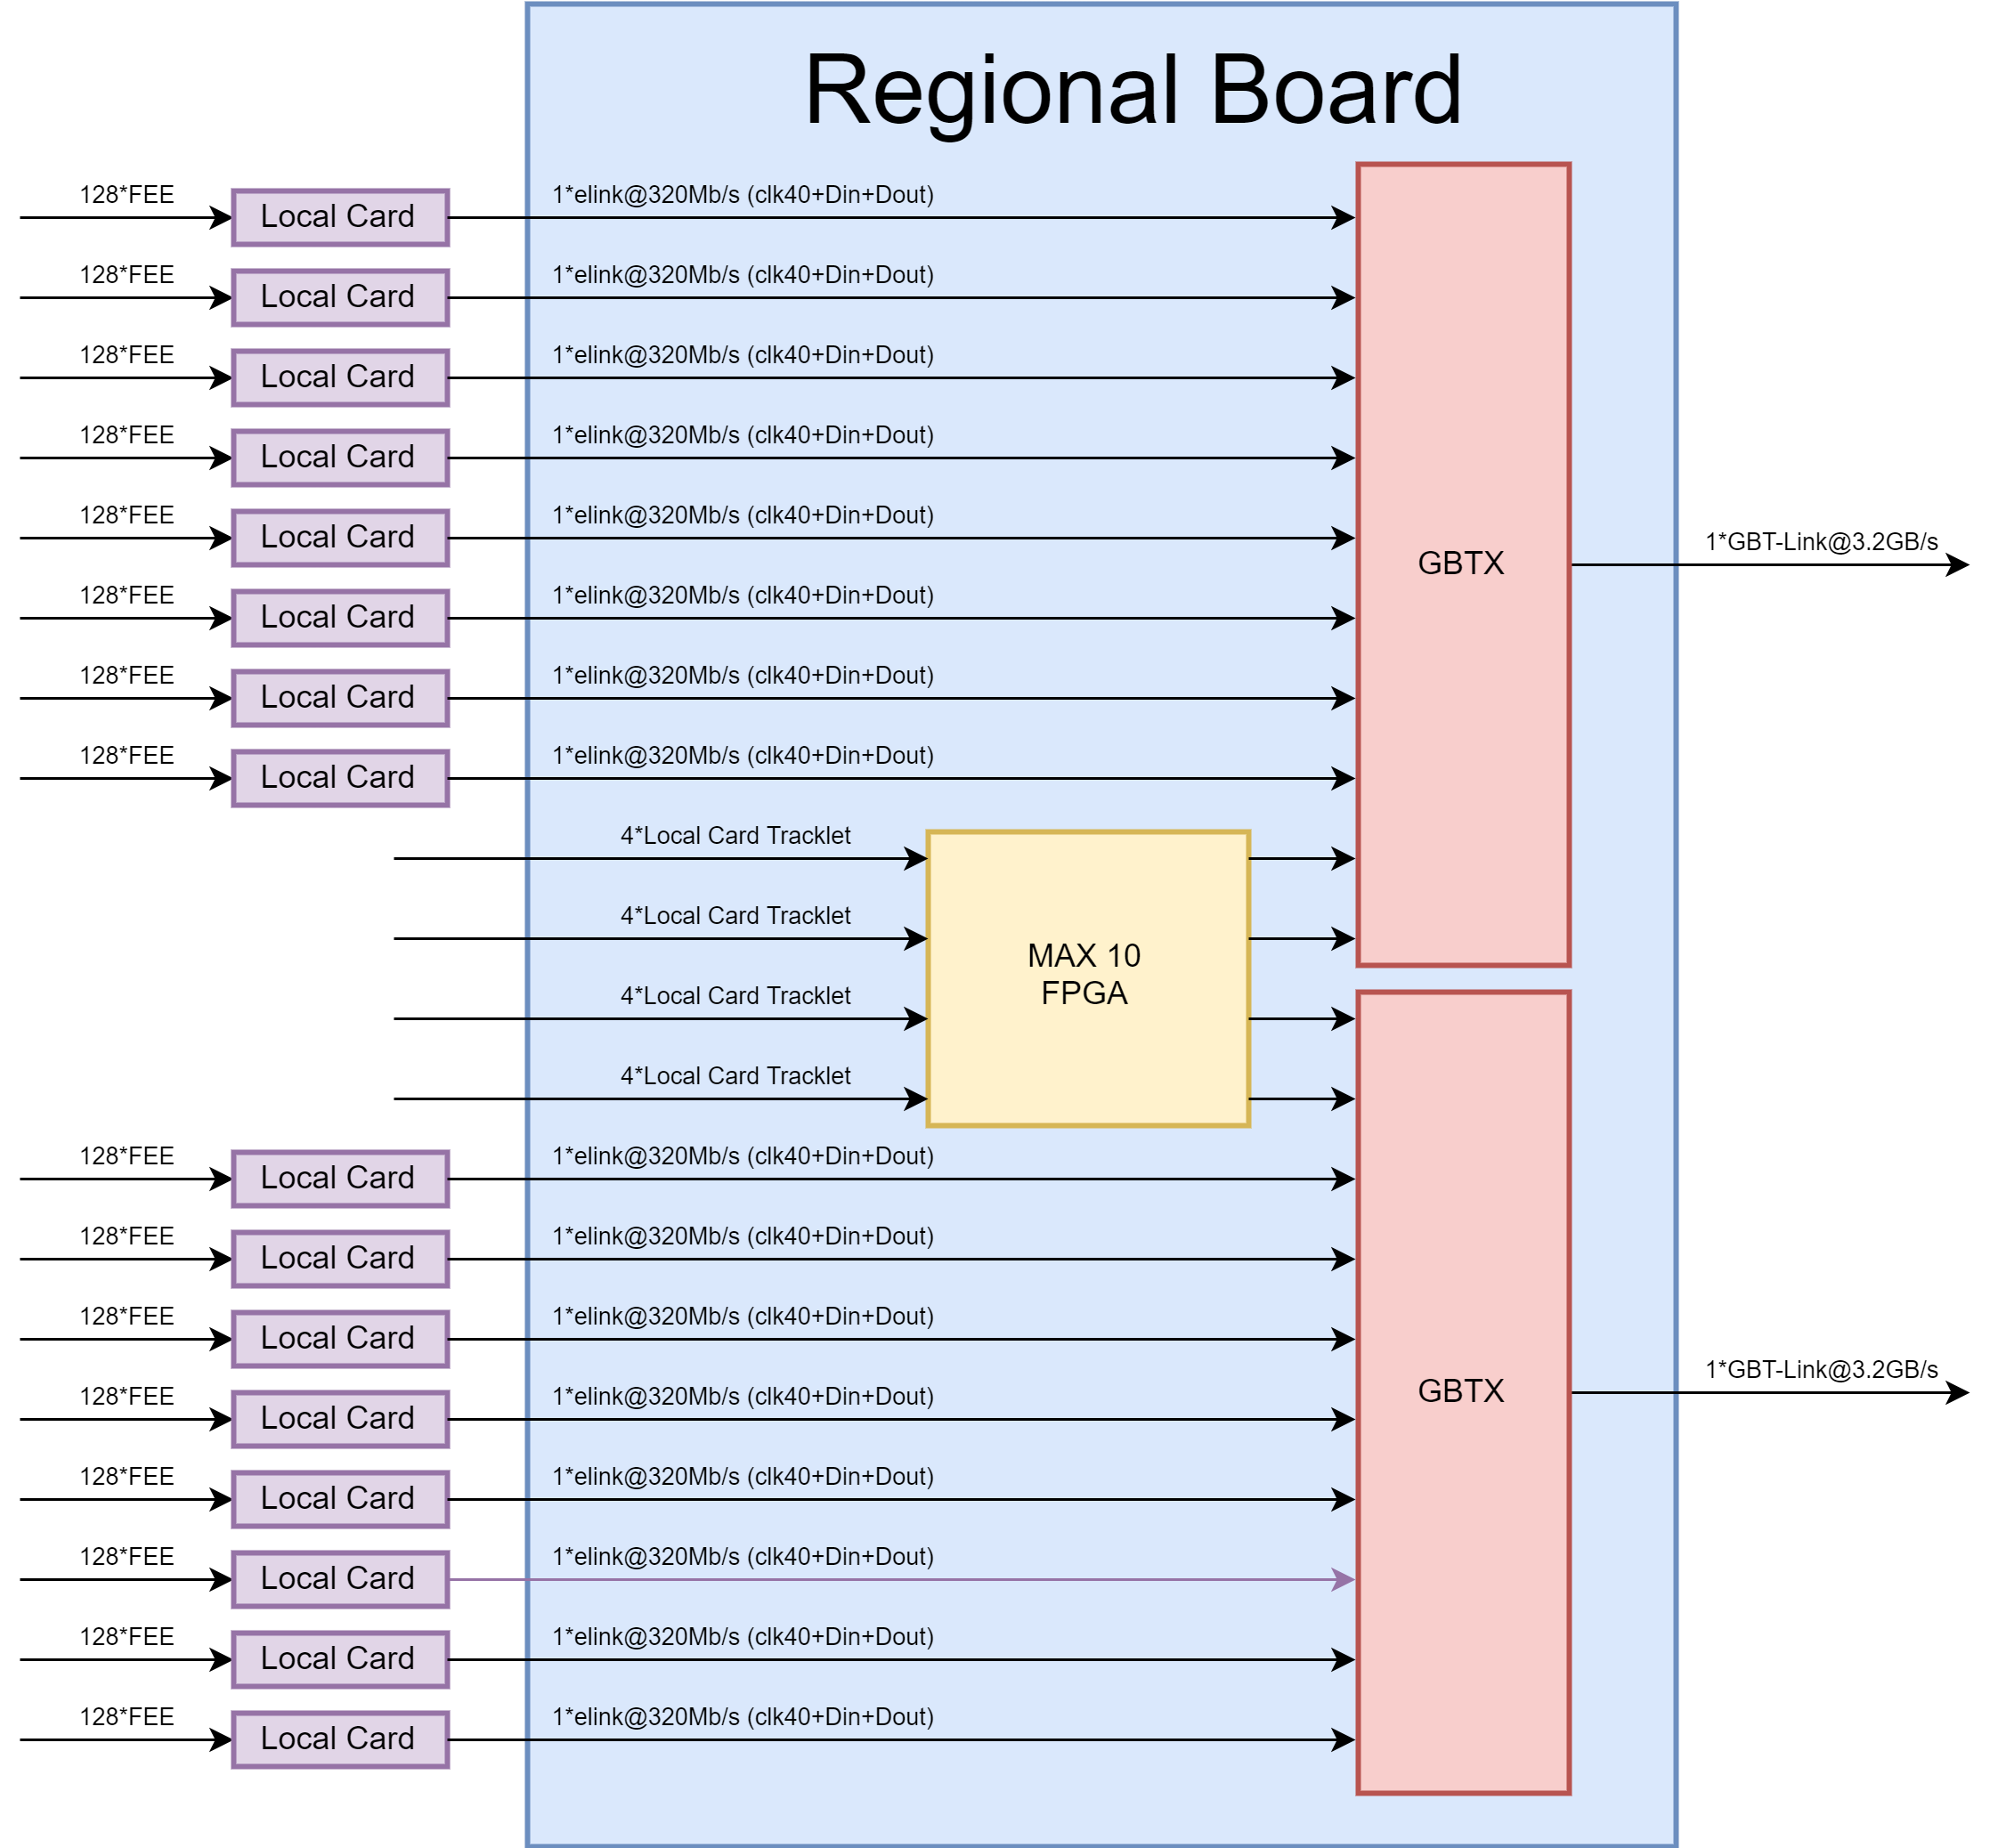 Regional Board
128*FEE
Local Card
1*elink@320Mb/s (clk40+Din+Dout)
128*FEE
Local Card
1*elink@320Mb/s (clk40+Din+Dout)
128*FEE
Local Card
1*elink@320Mb/s (clk40+Din+Dout)
128*FEE
Local Card
1*elink@320Mb/s (clk40+Din+Dout)
128*FEE
Local Card
1*elink@320Mb/s (clk40+Din+Dout)
GBTX
1*GBT-Link@3.2GB/s
128*FEE
Local Card
1*elink@320Mb/s (clk40+Din+Dout)
128*FEE
Local Card
1*elink@320Mb/s (clk40+Din+Dout)
128*FEE
Local Card
1*elink@320Mb/s (clk40+Din+Dout)
4*Local Card Tracklet
4*Local Card Tracklet
MAX 10
FPGA
4*Local Card Tracklet
4*Local Card Tracklet
128*FEE
Local Card
1*elink@320Mb/s (clk40+Din+Dout)
128*FEE
Local Card
1*elink@320Mb/s (clk40+Din+Dout)
128*FEE
Local Card
1*elink@320Mb/s (clk40+Din+Dout)
GBTX
1*GBT-Link@3.2GB/s
128*FEE
Local Card
1*elink@320Mb/s (clk40+Din+Dout)
128*FEE
Local Card
1*elink@320Mb/s (clk40+Din+Dout)
128*FEE
Local Card
1*elink@320Mb/s (clk40+Din+Dout)
128*FEE
Local Card
1*elink@320Mb/s (clk40+Din+Dout)
128*FEE
Local Card
1*elink@320Mb/s (clk40+Din+Dout)